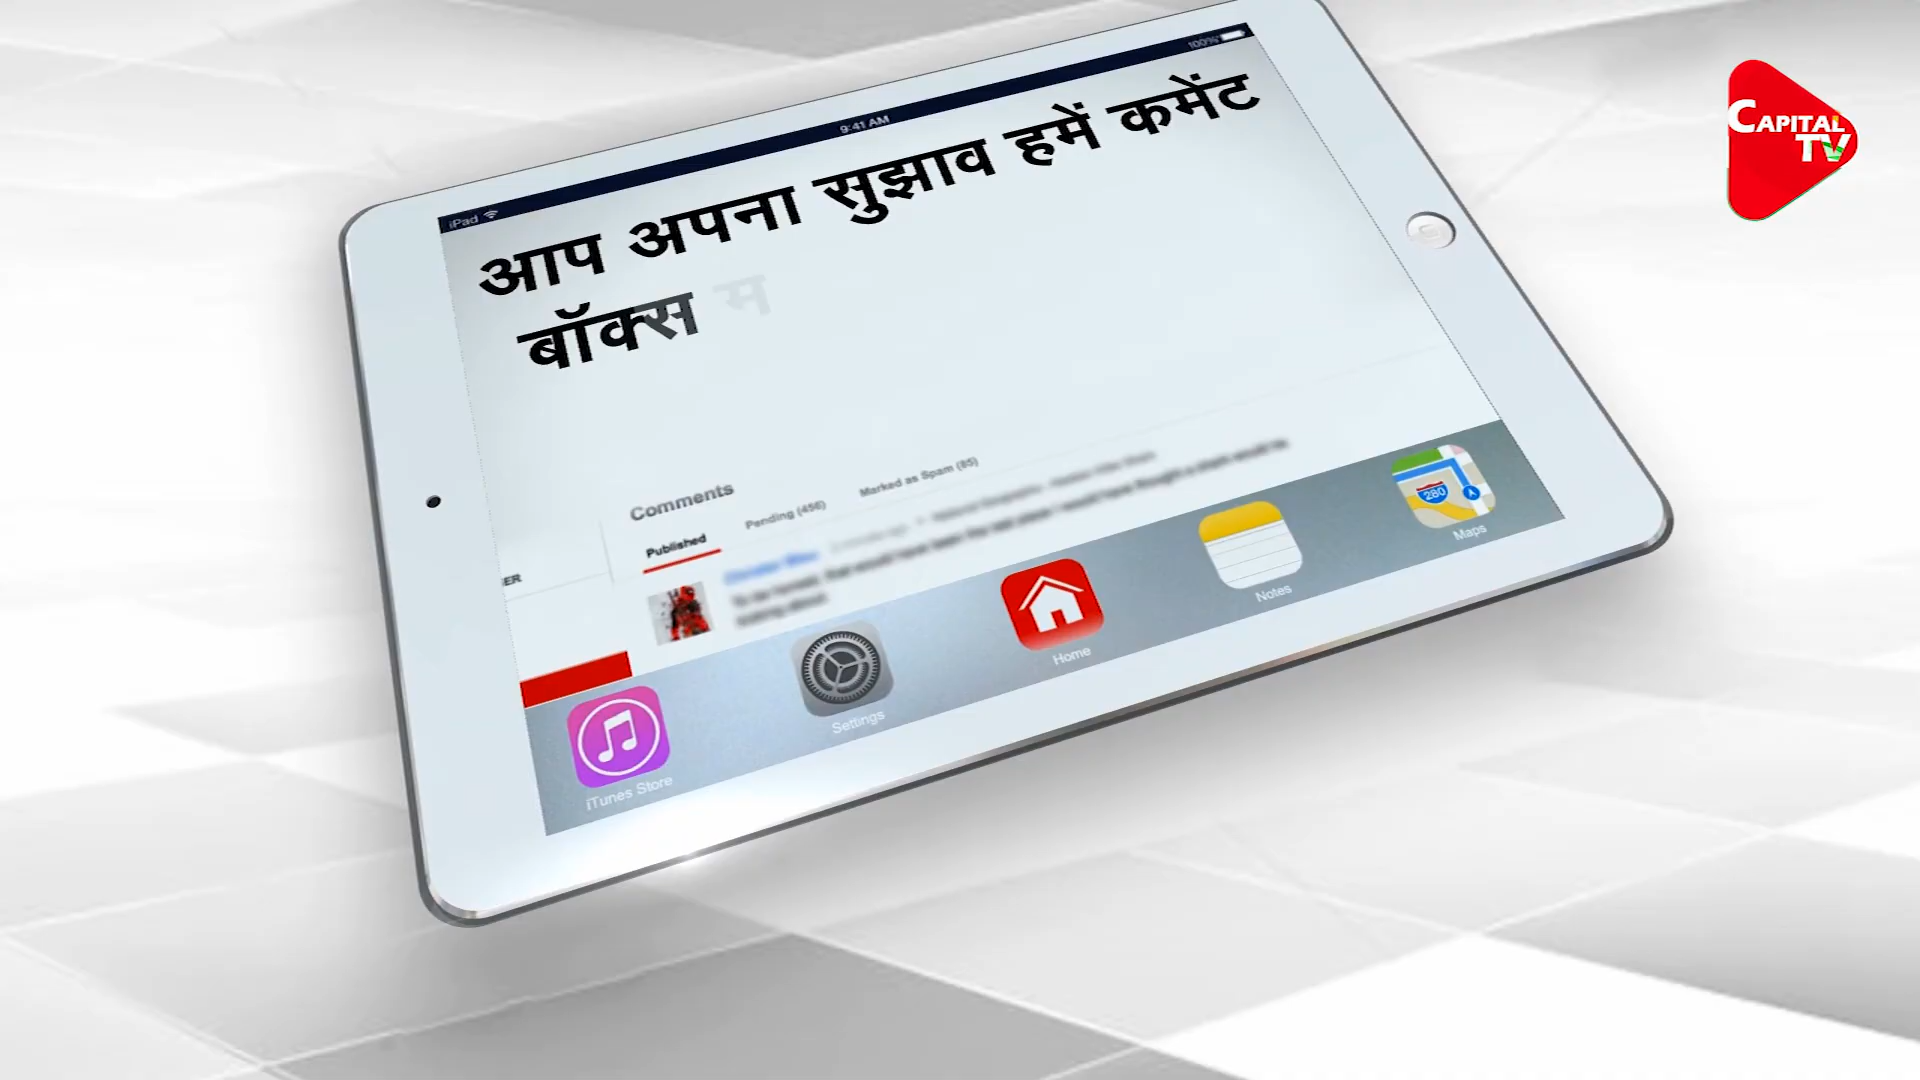 CAPITAL
TV
iPad
9:41 AM
100%
आप अपना सुझाव हमें कमेंट
बॉक्स म
Comments
Published
Pending (456)
Marked as Spam (85)
ER
iTunes Store
Settings
Home
Notes
280
Maps